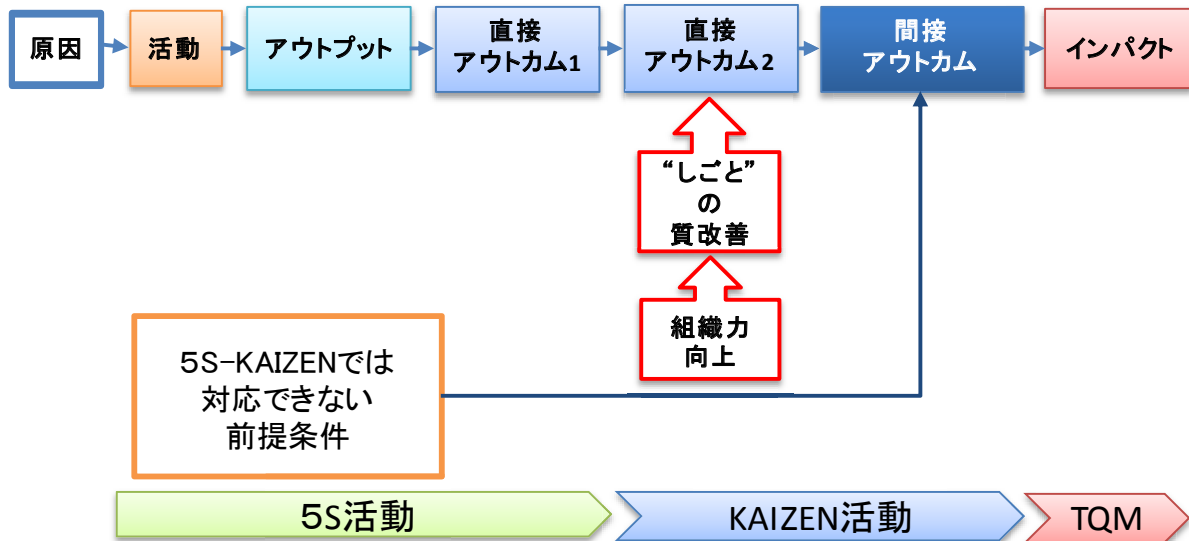 原因
活動
アウトプット
直接
アウトカム1
直接
アウトカム2
間接
アウトカム
インパクト
“しごと”
の
質改善
組織力
向上
５S-KAIZENでは
対応できない
前提条件
５S活動
KAIZEN活動
TQM